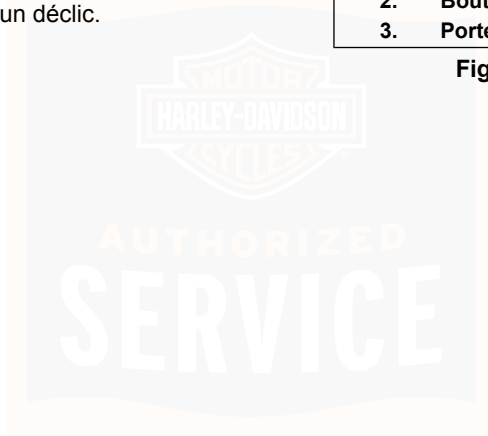 un déclic.
2. Bout
3. Porte
Fig
MOTOR
HARLEY-DAVIDSON
CYCLES
AUTHORIZED
SERVICE